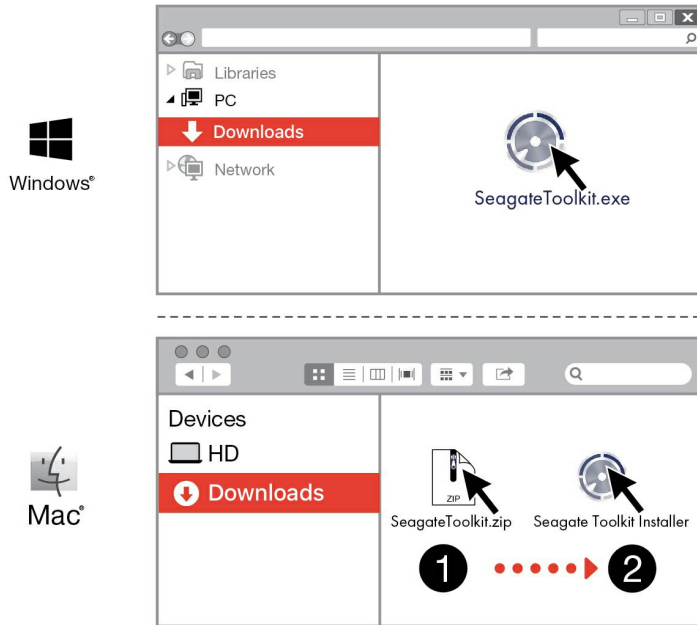 Libraries
PC
Downloads
Network
Windows®
SeagateToolkit.exe
Devices
HD
Downloads
Mac®
ZIP
SeagateToolkit.zip
Seagate Toolkit Installer
1
2